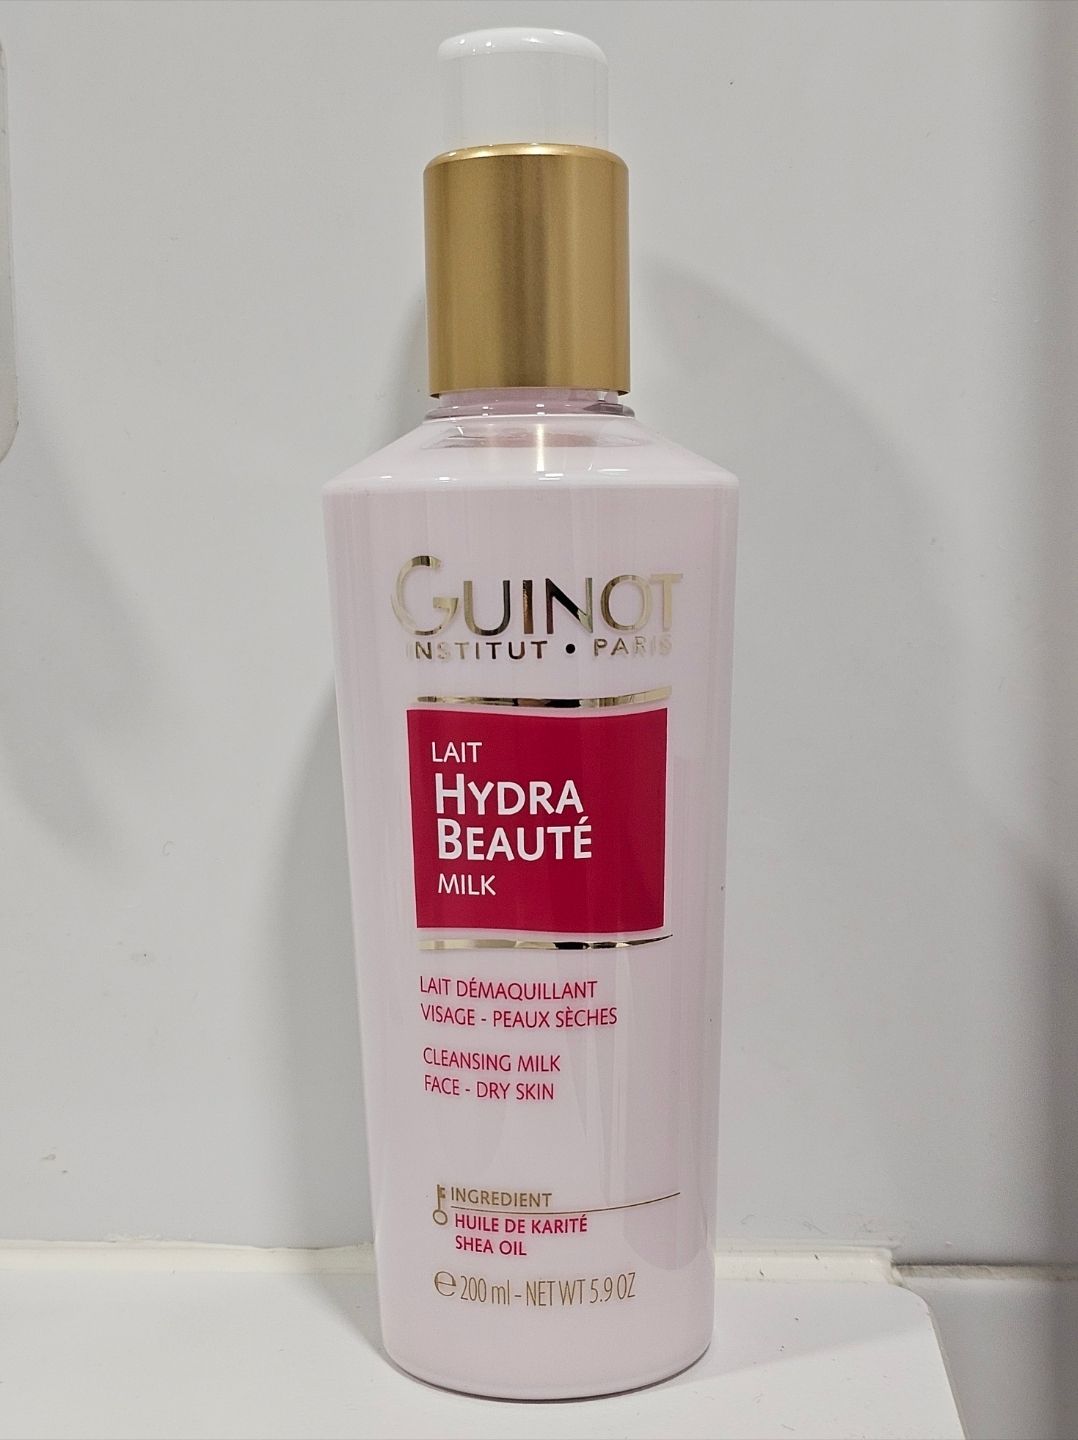 GUINOT
INSTITUT • PARIS
LAIT
HYDRA
BEAUTÉ
MILK
LAIT DÉMAQUILLANT
VISAGE - PEAUX SÈCHES
CLEANSING MILK
FACE - DRY SKIN
INGREDIENT
HUILE DE KARITÉ
SHEA OIL
℮ 200 ml - NET WT 5.9 OZ